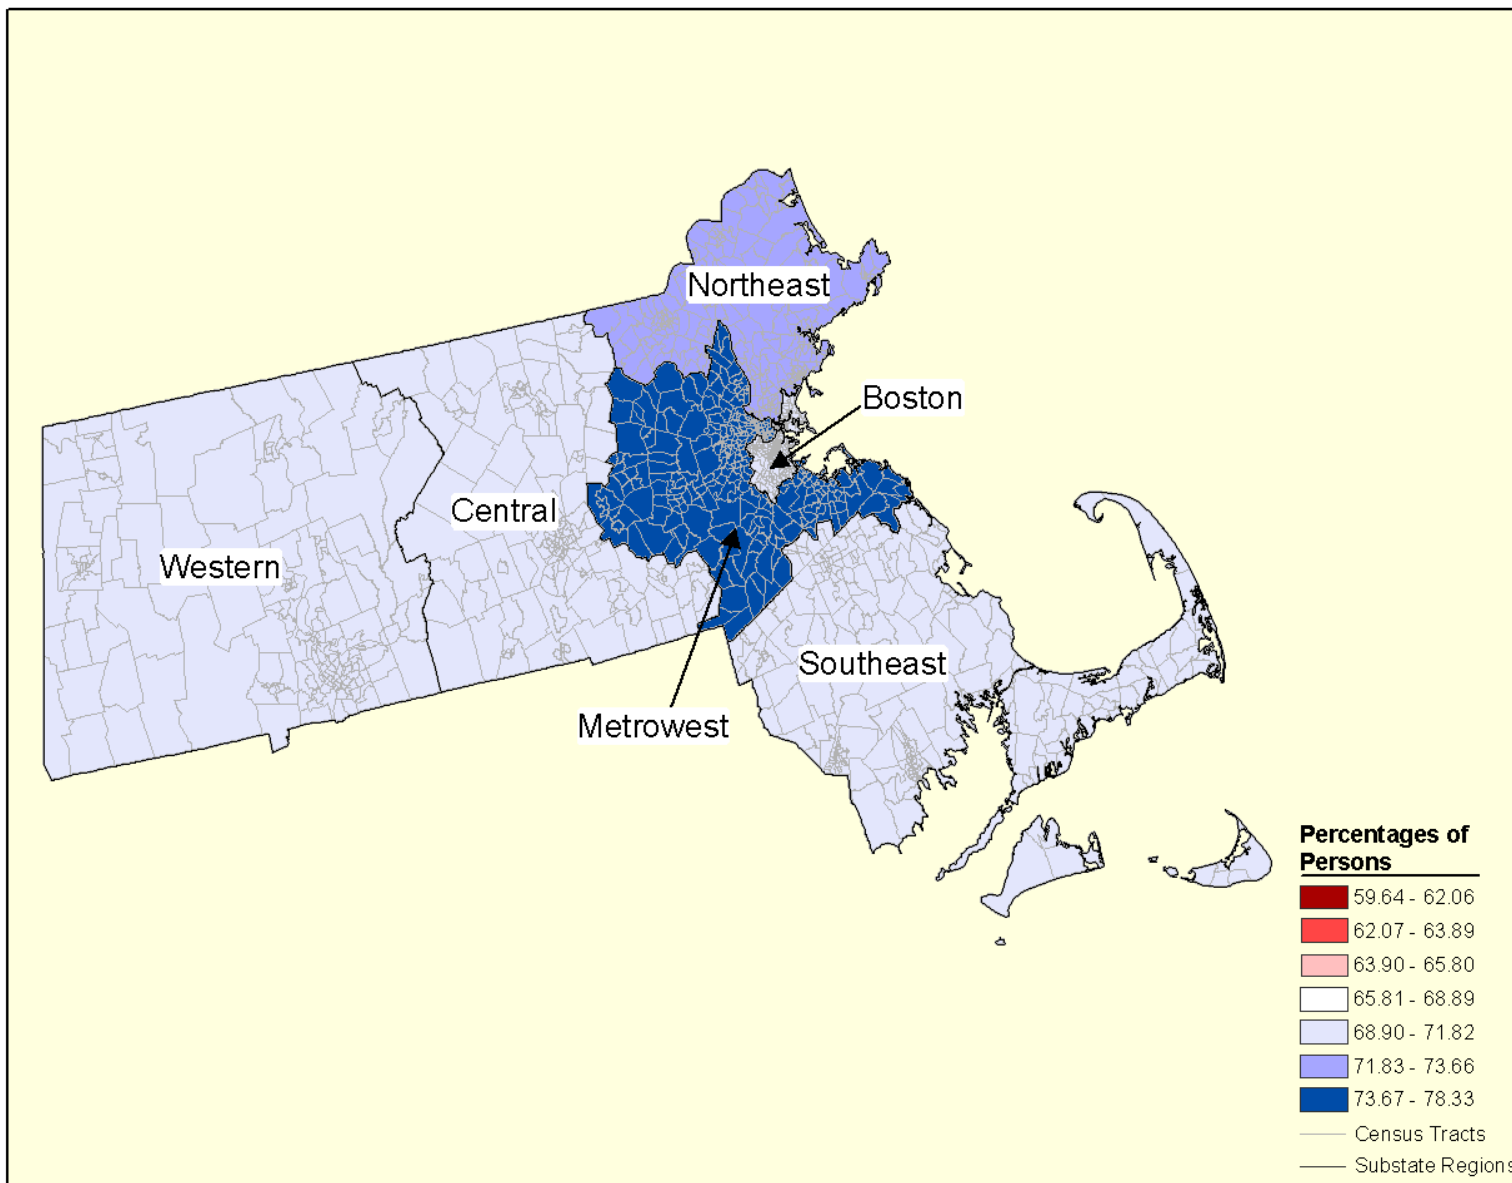 Northeast
Boston
Central
Western
Southeast
Metrowest
Percentages of
Persons
59.64 - 62.06
62.07 - 63.89
63.90 - 65.80
65.81 - 68.89
68.90 - 71.82
71.83 - 73.66
73.67 - 78.33
Census Tracts
Substate Regions